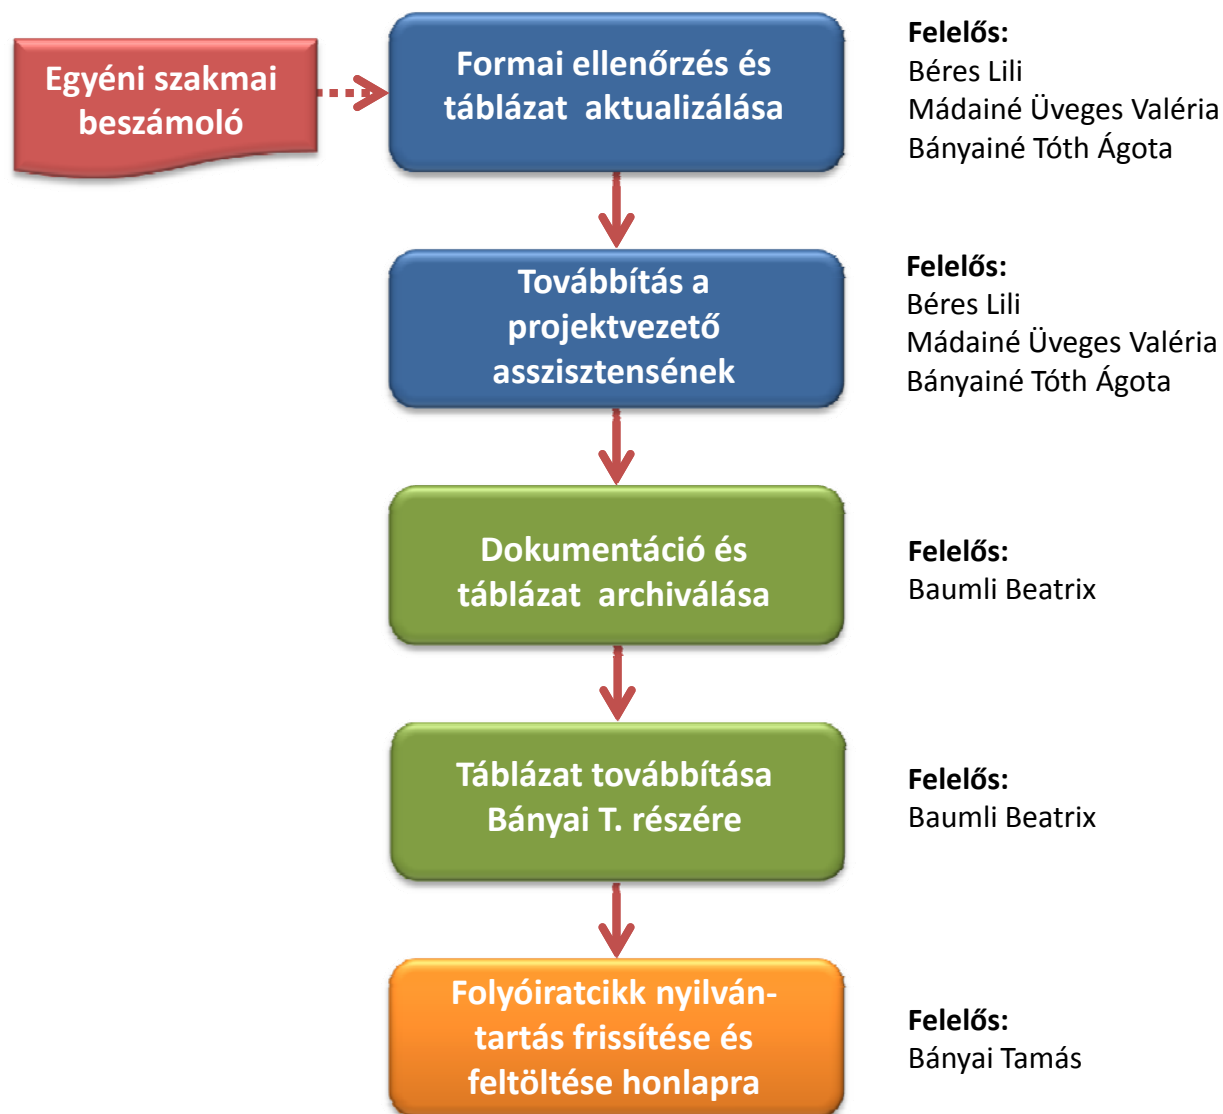 Egyéni szakmai
beszámoló
Formai ellenőrzés és
táblázat aktualizálása
Felelős:
Béres Lili
Mádainé Üveges Valéria
Bányainé Tóth Ágota
Továbbítás a
projektvezető
asszisztensének
Felelős:
Béres Lili
Mádainé Üveges Valéria
Bányainé Tóth Ágota
Dokumentáció és
táblázat archiválása
Felelős:
Baumli Beatrix
Táblázat továbbítása
Bányai T. részére
Felelős:
Baumli Beatrix
Folyóiratcikk nyilván-
tartás frissítése és
feltöltése honlapra
Felelős:
Bányai Tamás